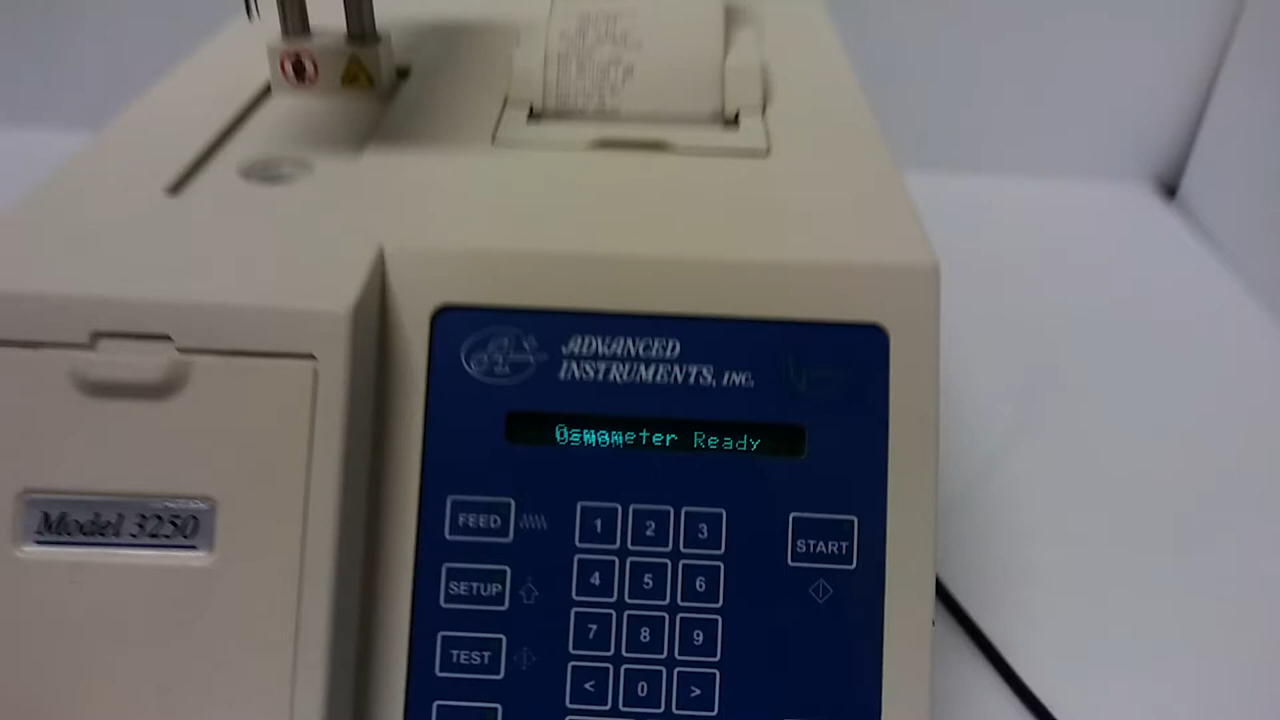 ADVANCED
INSTRUMENTS, INC.
Osmometer Ready
Model 3250
FEED
1 2 3
START
SETUP
4 5 6
7 8 9
TEST
< 0 >